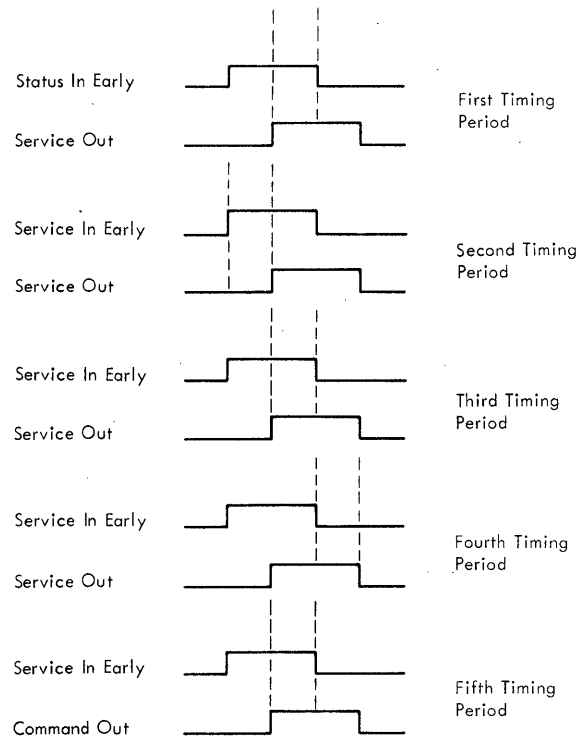 Status In Early
First Timing
Period
Service Out
Service In Early
Second Timing
Period
Service Out
Service In Early
Third Timing
Period
Service Out
Service In Early
Fourth Timing
Period
Service Out
Service In Early
Fifth Timing
Period
Command Out